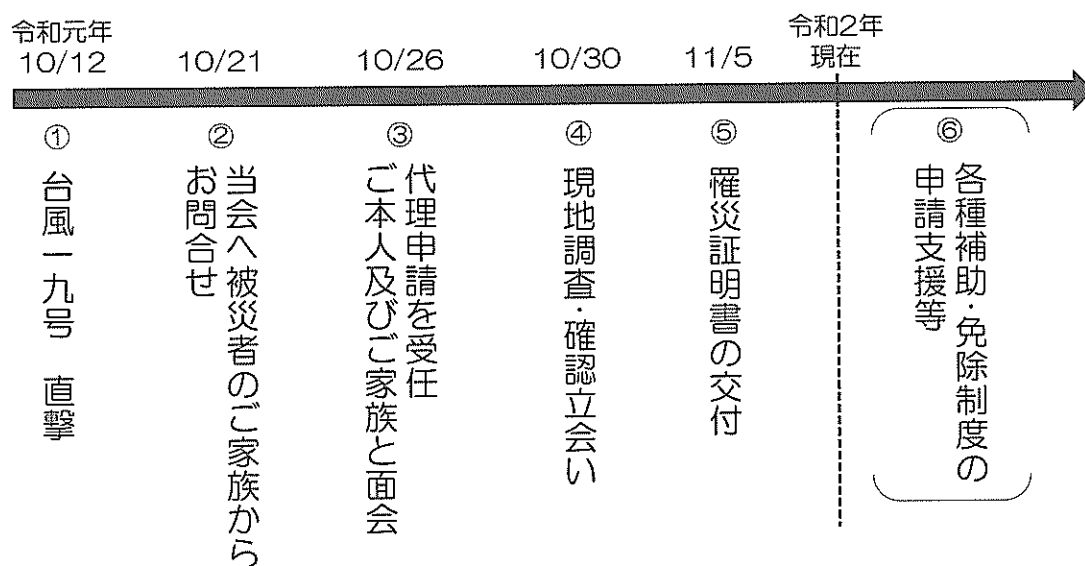 令和元年
10/12
10/21
10/26
10/30
11/5
令和2年
現在
①
台風一九号　直撃
②
当会へ被災者のご家族から
お問合せ
③
代理申請を受任
ご本人及びご家族と面会
④
現地調査・確認立会い
⑤
罹災証明書の交付
⑥
各種補助・免除制度の
申請支援等